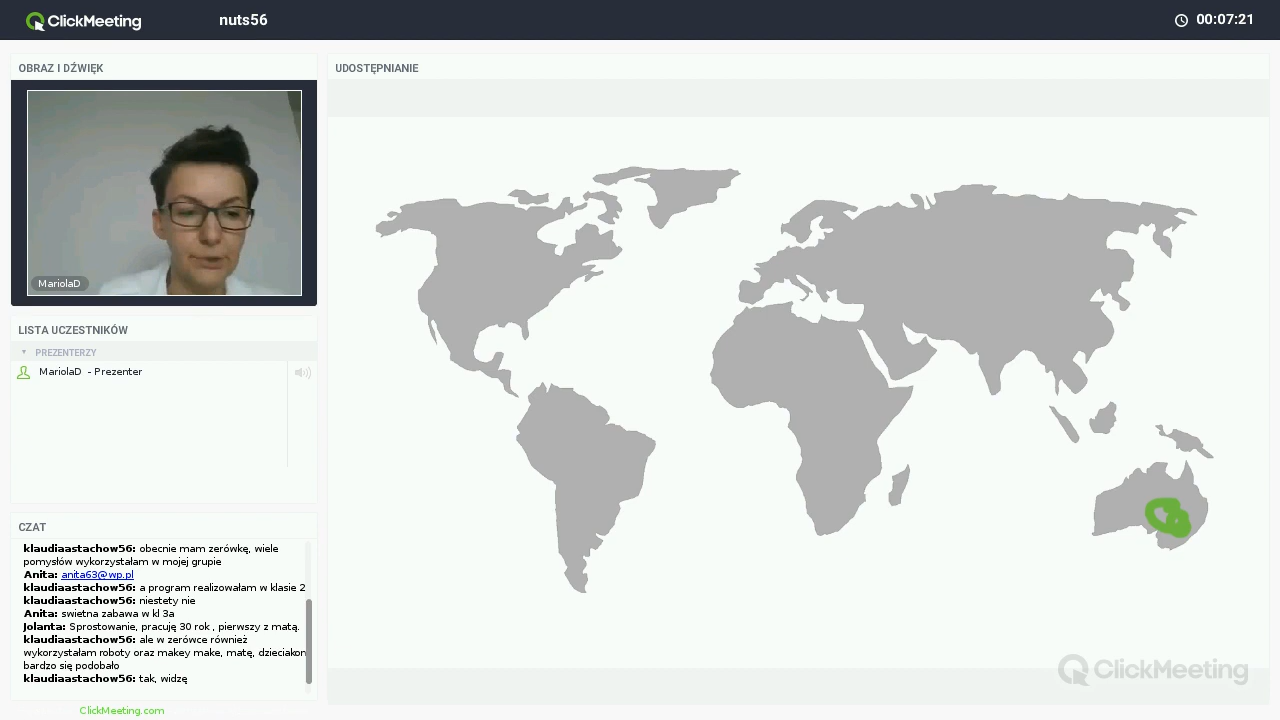 ClickMeeting
nuts56
00:07:21
OBRAZ I DŹWIĘK
MariolaD
LISTA UCZESTNIKÓW
PREZENTERZY
MariolaD - Prezenter
CZAT
klaudiaastachow56: obecnie mam zerówkę, wiele
pomysłów wykorzystałam w mojej grupie
Anita: anita63@wp.pl
klaudiaastachow56: a program realizowałam w klasie 2
klaudiaastachow56: niestety nie
Anita: swietna zabawa w kl 3a
Jolanta: Sprostowanie, pracuję 30 rok , pierwszy z matą.
klaudiaastachow56: ale w zerówce również
wykorzystałam roboty oraz makey make, matę, dzieciakom
bardzo się podobało
klaudiaastachow56: tak, widzę
ClickMeeting.com
UDOSTĘPNIANIE
ClickMeeting